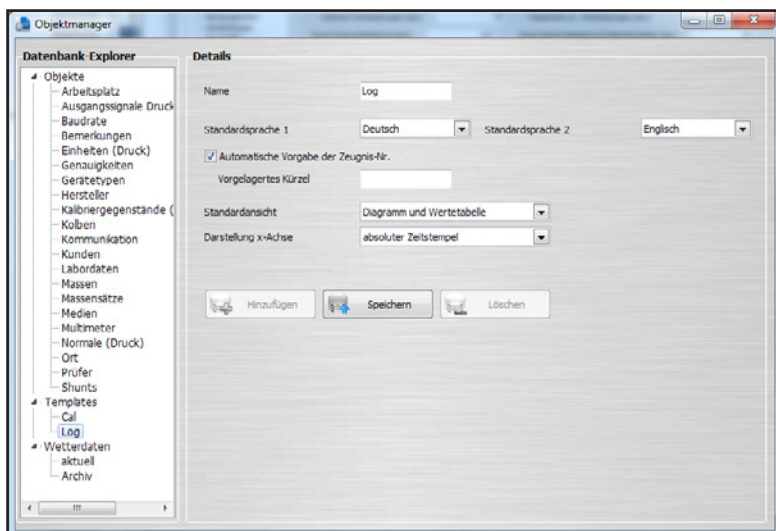 Objektmanager
Datenbank-Explorer
Objekte
Arbeitsplatz
Ausgangssignale Druck
Baudrate
Bemerkungen
Einheiten (Druck)
Genauigkeiten
Gerätetypen
Hersteller
Kalibriergegenstände (
Kolben
Kommunikation
Kunden
Labordaten
Massen
Massensätze
Medien
Multimeter
Normale (Druck)
Ort
Prüfer
Shunts
Templates
Cal
Log
Wetterdaten
aktuell
Archiv
Details
Name Log
Standardsprache 1 Deutsch Standardsprache 2 Englisch
Automatische Vorgabe der Zeugnis-Nr.
Vorgelagertes Kürzel
Standardansicht Diagramm und Wertetabelle
Darstellung x-Achse absoluter Zeitstempel
Hinzufügen Speichern Löschen